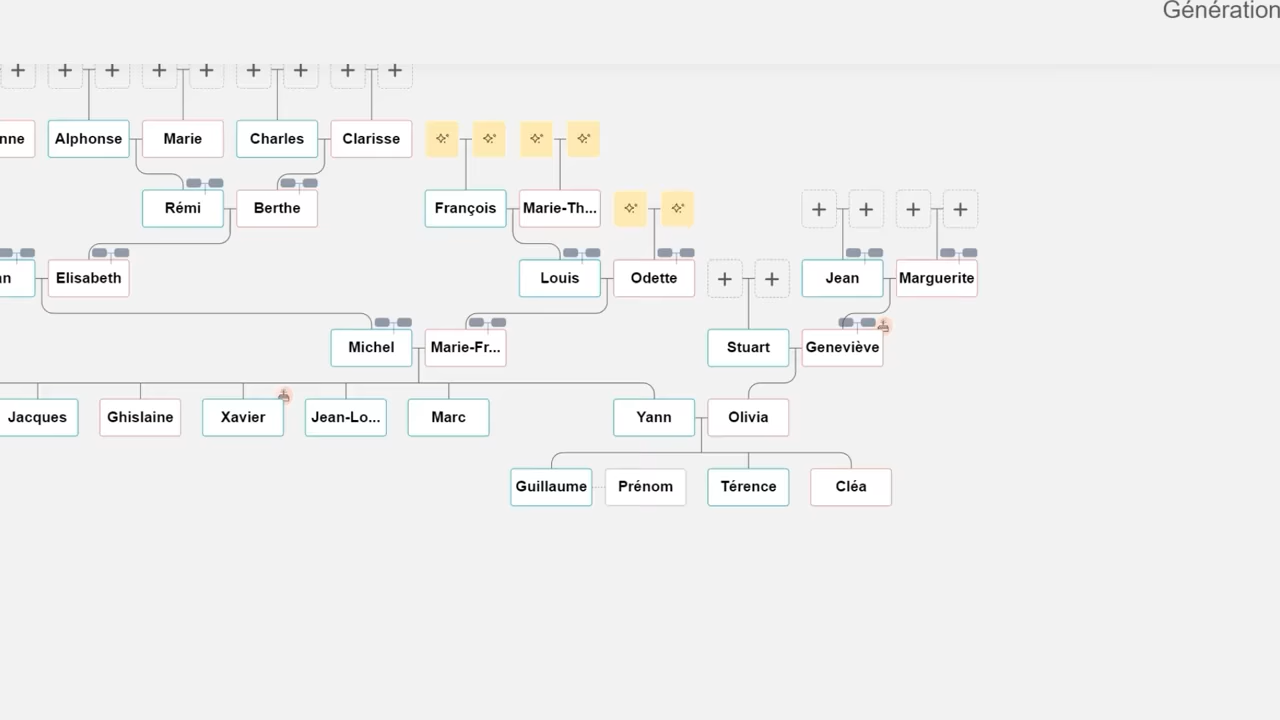 Génération
nne Alphonse Marie Charles Clarisse
Rémi Berthe François Marie-Th...
nn Elisabeth Louis Odette Jean Marguerite
Michel Marie-Fr... Stuart Geneviève
Jacques Ghislaine Xavier Jean-Lo... Marc Yann Olivia
Guillaume Prénom Térence Cléa